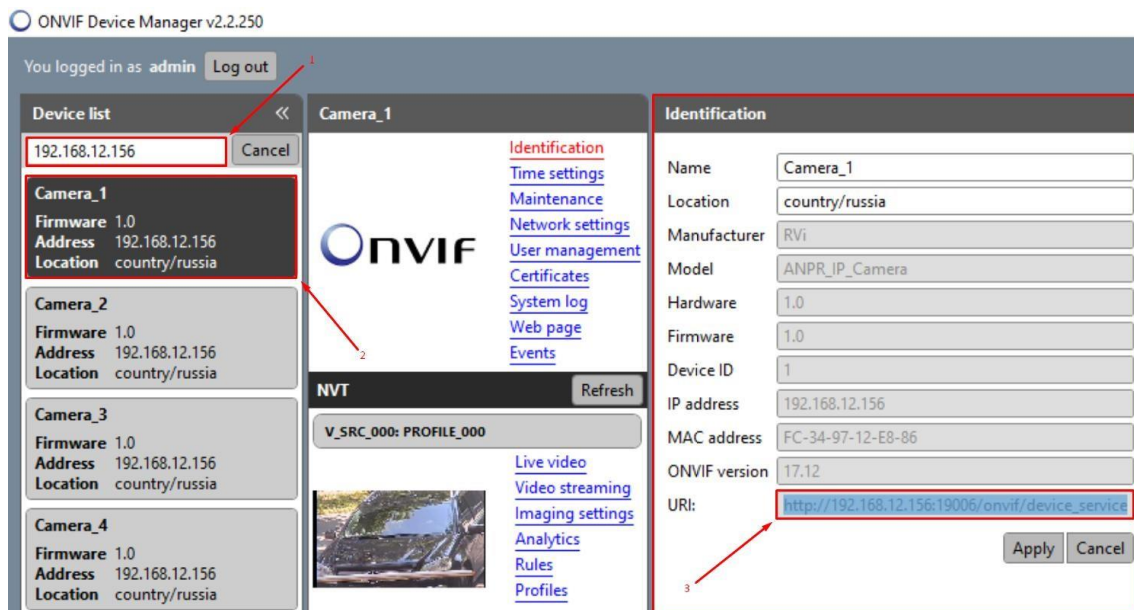 ONVIF Device Manager v2.2.250
You logged in as admin Log out
1
Device list «
192.168.12.156 Cancel
Camera_1
Firmware 1.0
Address 192.168.12.156
Location country/russia
2
Camera_2
Firmware 1.0
Address 192.168.12.156
Location country/russia
Camera_3
Firmware 1.0
Address 192.168.12.156
Location country/russia
Camera_4
Firmware 1.0
Address 192.168.12.156
Location country/russia
Camera_1
ONVIF
Identification
Time settings
Maintenance
Network settings
User management
Certificates
System log
Web page
Events
NVT Refresh
V_SRC_000: PROFILE_000
Live video
Video streaming
Imaging settings
Analytics
Rules
Profiles
Identification
Name Camera_1
Location country/russia
Manufacturer RVi
Model ANPR_IP_Camera
Hardware 1.0
Firmware 1.0
Device ID 1
IP address 192.168.12.156
MAC address FC-34-97-12-E8-86
ONVIF version 17.12
URI: http://192.168.12.156:19006/onvif/device_service
Apply Cancel
3